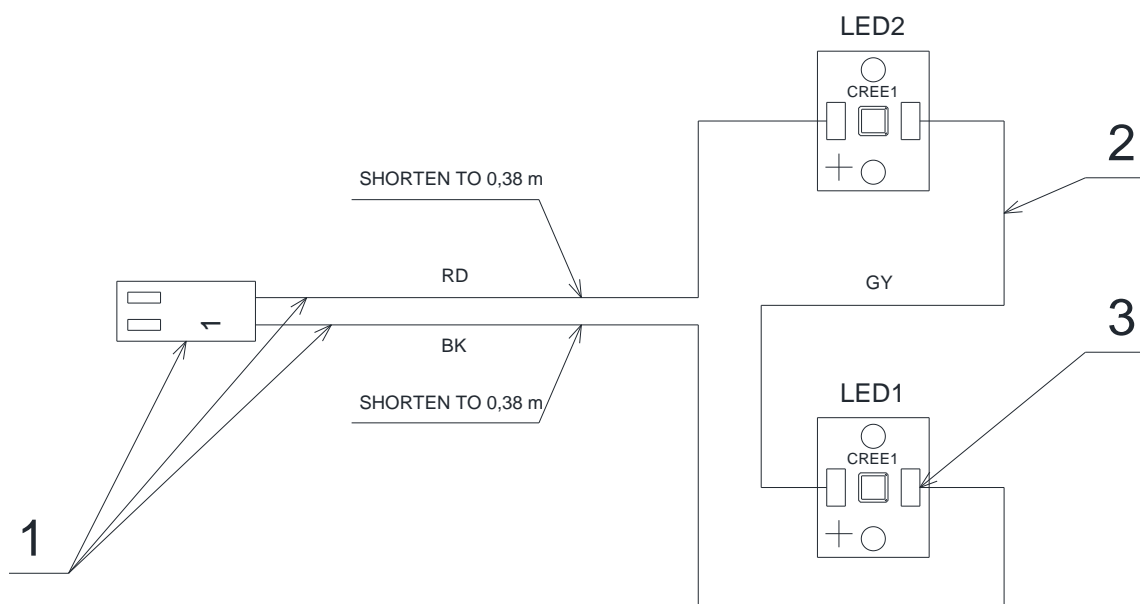 LED2
CREE1
2
SHORTEN TO 0,38 m
RD
GY
1
3
BK
LED1
SHORTEN TO 0,38 m
CREE1
1